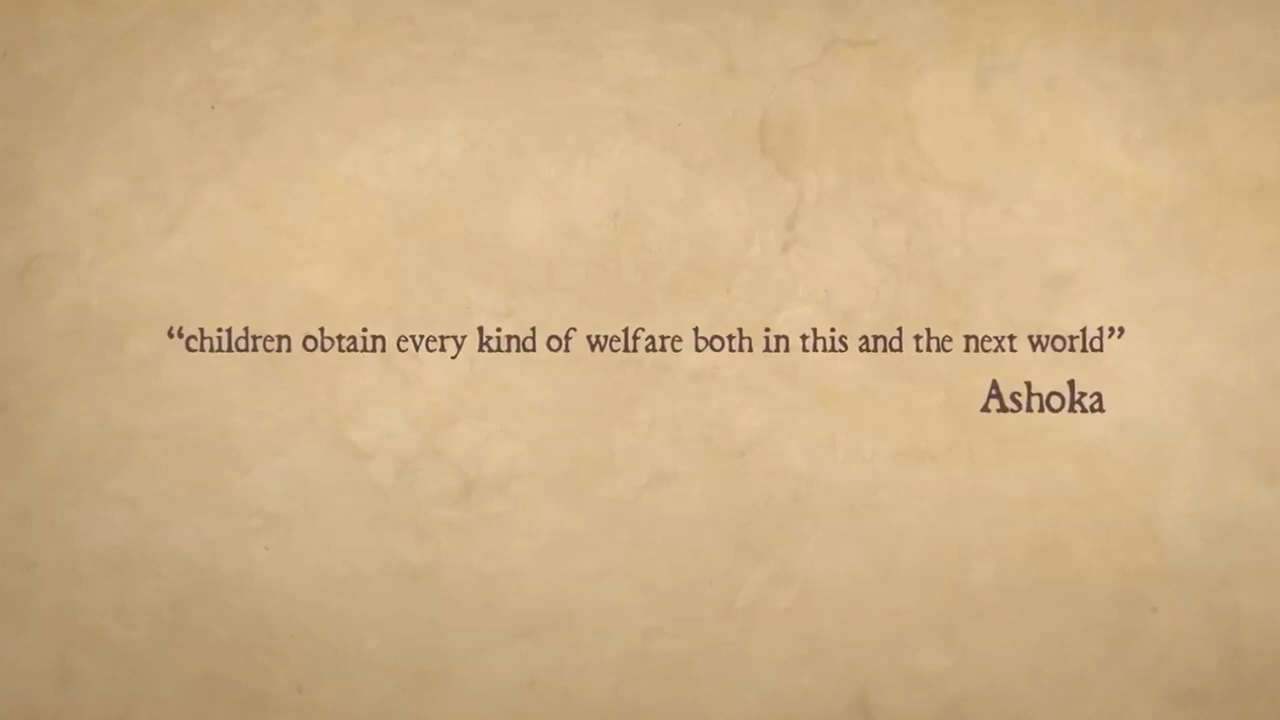 “children obtain every kind of welfare both in this and the next world”
Ashoka